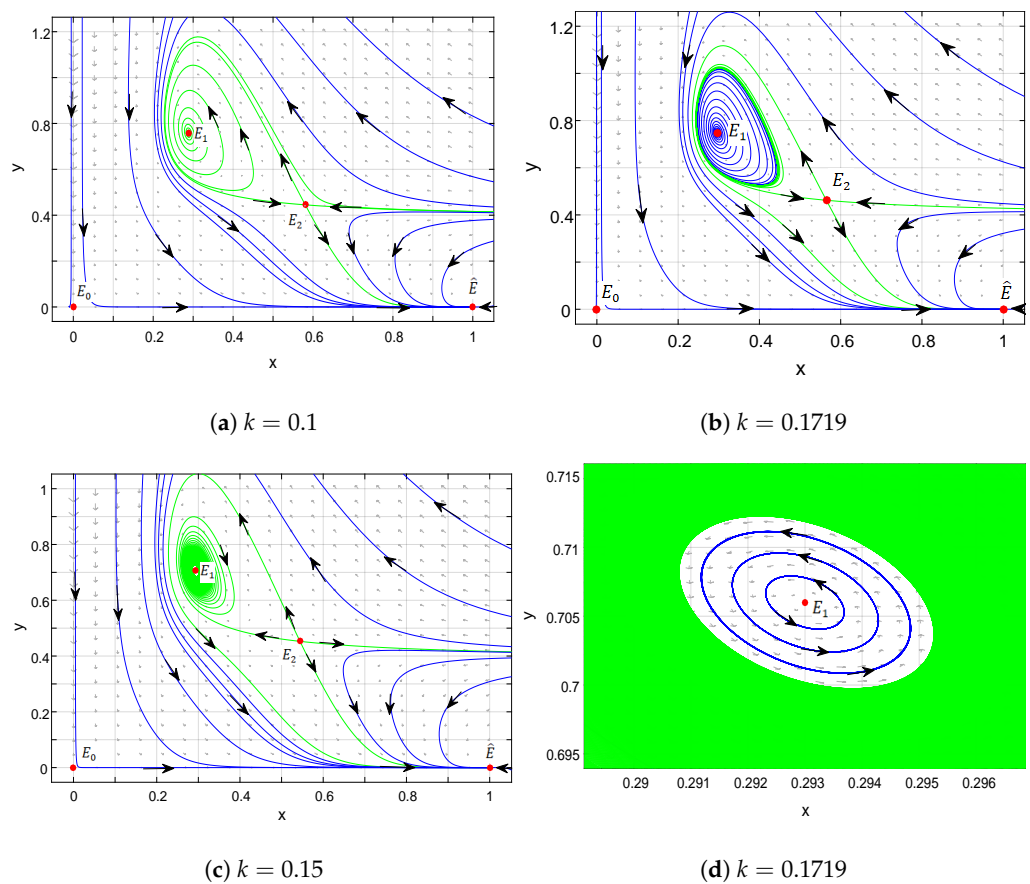 1.2
0.8
0.4
0
y
E₁
E₂
E₀
Ê
0 0.2 0.4 0.6 0.8 1
x
(a) k = 0.1
1.2
0.8
0.4
0
y
E₁
E₂
E₀
Ê
0 0.2 0.4 0.6 0.8 1
x
(b) k = 0.1719
1
0.8
0.6
0.4
0.2
0
y
E₁
E₂
E₀
Ê
0 0.2 0.4 0.6 0.8 1
x
(c) k = 0.15
0.715
0.71
0.705
0.7
0.695
y
E₁
0.29 0.291 0.292 0.293 0.294 0.295 0.296
x
(d) k = 0.1719